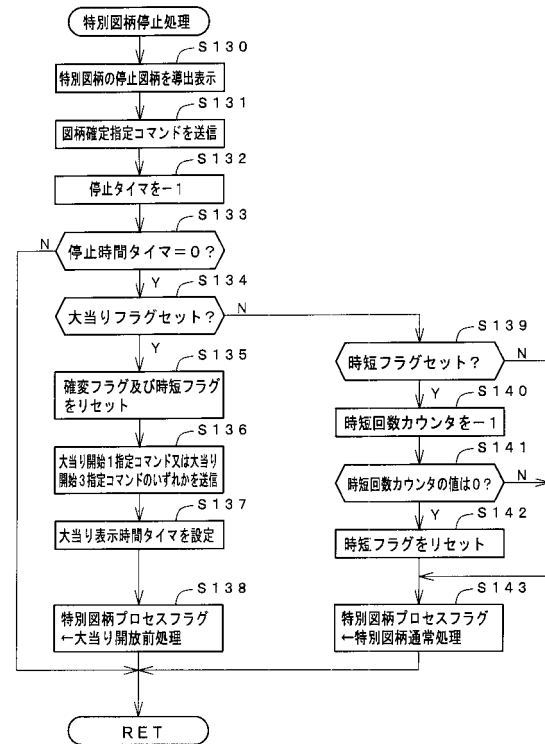 特別図柄停止処理
S130
特別図柄の停止図柄を導出表示
S131
図柄確定指定コマンドを送信
S132
停止タイマを－1
S133
停止時間タイマ＝0？
N
Y
S134
大当りフラグセット？
N
Y
S135
確変フラグ及び時短フラグ
をリセット
S136
大当り開始1指定コマンド又は大当り
開始3指定コマンドのいずれかを送信
S137
大当り表示時間タイマを設定
S138
特別図柄プロセスフラグ
←大当り開放前処理
S139
時短フラグセット？
N
Y
S140
時短回数カウンタを－1
S141
時短回数カウンタの値は0？
N
Y
S142
時短フラグをリセット
S143
特別図柄プロセスフラグ
←特別図柄通常処理
RET